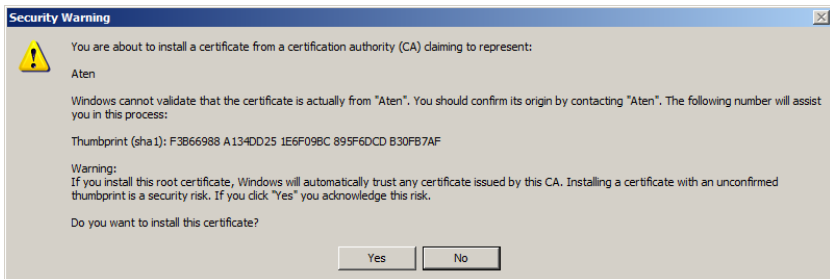 Security Warning
You are about to install a certificate from a certification authority (CA) claiming to represent:
Aten
Windows cannot validate that the certificate is actually from "Aten". You should confirm its origin by contacting "Aten". The following number will assist
you in this process:
Thumbprint (sha1): F3B66988 A134DD25 1E6F09BC 895F6DCD B30FB7AF
Warning:
If you install this root certificate, Windows will automatically trust any certificate issued by this CA. Installing a certificate with an unconfirmed
thumbprint is a security risk. If you click "Yes" you acknowledge this risk.
Do you want to install this certificate?
Yes No